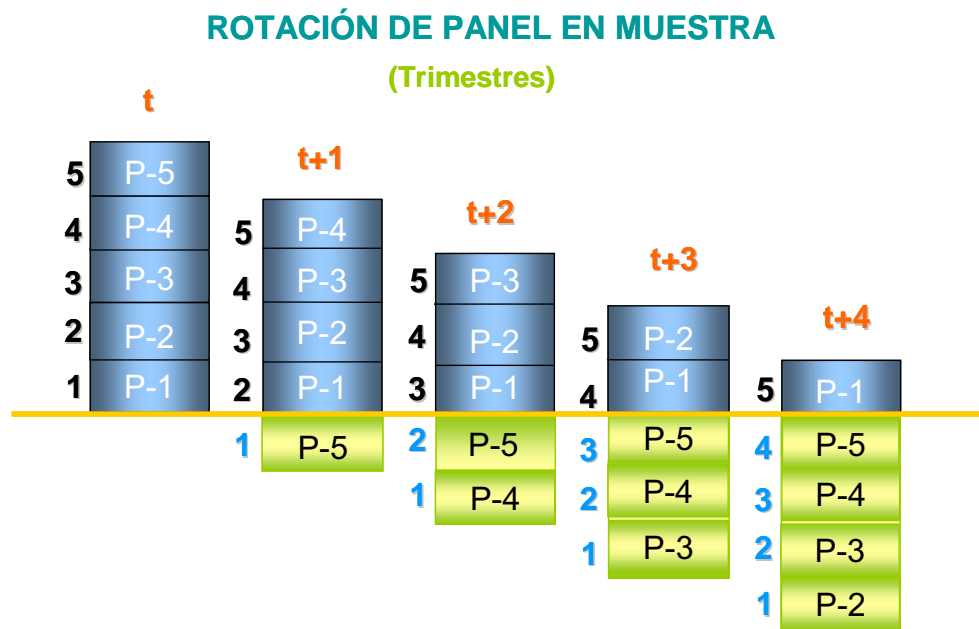 ROTACIÓN DE PANEL EN MUESTRA
(Trimestres)
t
5 P-5
4 P-4
3 P-3
2 P-2
1 P-1
t+1
5 P-4
4 P-3
3 P-2
2 P-1
1 P-5
t+2
5 P-3
4 P-2
3 P-1
2 P-5
1 P-4
t+3
5 P-2
4 P-1
3 P-5
2 P-4
1 P-3
t+4
5 P-1
4 P-5
3 P-4
2 P-3
1 P-2